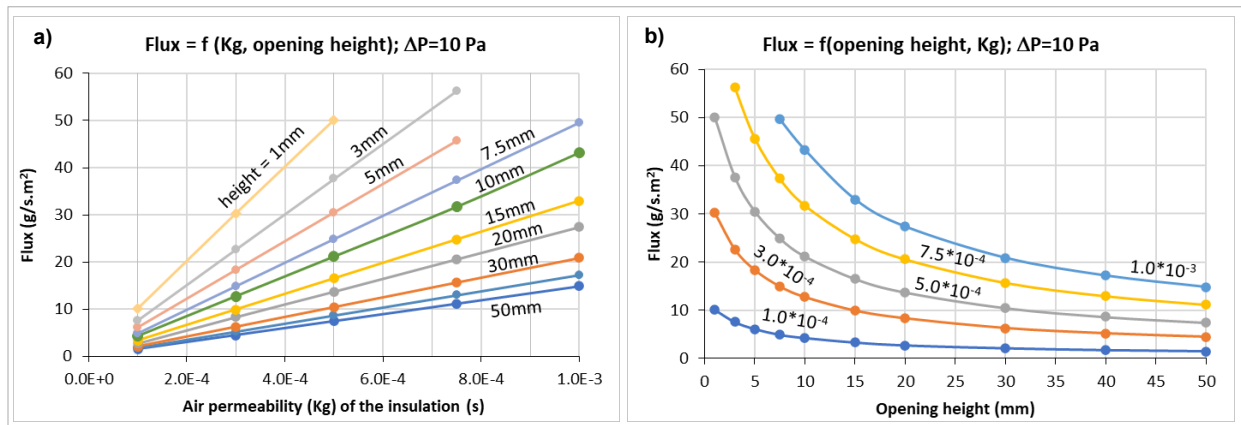 a)
Flux = f (Kg, opening height); ΔP=10 Pa
Flux (g/s.m²)
60
50
40
30
20
10
0
height = 1mm
3mm
5mm
7.5mm
10mm
15mm
20mm
30mm
50mm
0.0E+0
2.0E-4
4.0E-4
6.0E-4
8.0E-4
1.0E-3
Air permeability (Kg) of the insulation (s)
b)
Flux = f(opening height, Kg); ΔP=10 Pa
Flux (g/s.m²)
60
50
40
30
20
10
0
1.0*10⁻⁴
3.0*10⁻⁴
5.0*10⁻⁴
7.5*10⁻⁴
1.0*10⁻³
0
5
10
15
20
25
30
35
40
45
50
Opening height (mm)